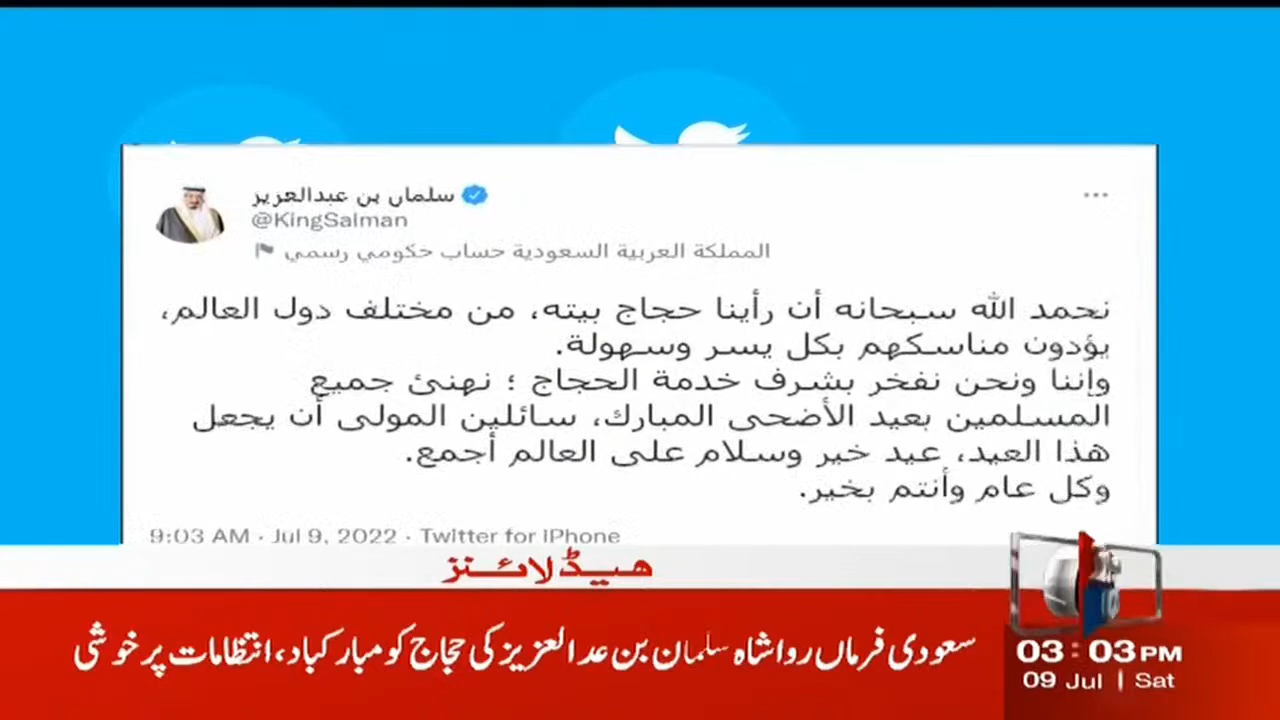 سلمان بن عبدالعزيز
@KingSalman
المملكة العربية السعودية حساب حكومي رسمي
نحمد الله سبحانه أن رأينا حجاج بيته، من مختلف دول العالم،
يؤدون مناسكهم بكل يسر وسهولة.
وإننا ونحن نفخر بشرف خدمة الحجاج ؛ نهنئ جميع
المسلمين بعيد الأضحى المبارك، سائلين المولى أن يجعل
هذا العيد، عيد خير وسلام على العالم أجمع.
وكل عام وأنتم بخير.
9:03 AM · Jul 9, 2022 · Twitter for iPhone
ہیڈلائنز
سعودی فرماں رواشاہ سلمان بن عدالعزیز کی حجاج کو مبارکباد، انتظامات پر خوشی
03:03 PM
09 Jul | Sat